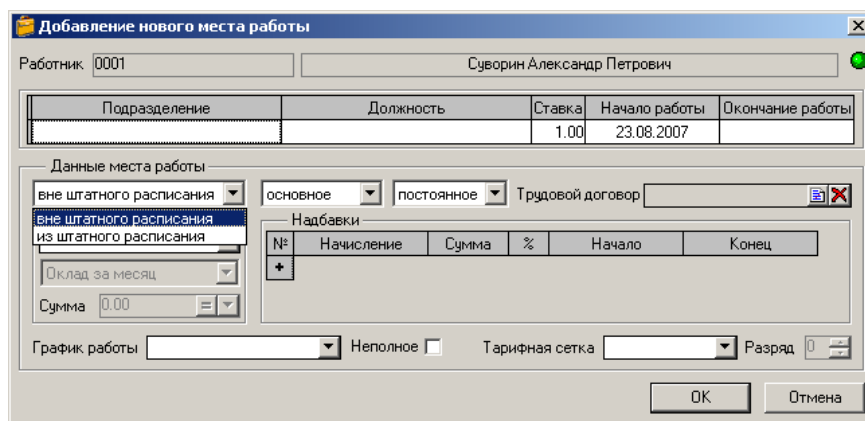 Добавление нового места работы
Работник 0001 Суворин Александр Петрович
Подразделение Должность Ставка Начало работы Окончание работы
1.00 23.08.2007
Данные места работы
вне штатного расписания основное постоянное Трудовой договор
вне штатного расписания
из штатного расписания
Надбавки
№ Начисление Сумма % Начало Конец
+
Оклад за месяц
Сумма 0.00 =
График работы Неполное Тарифная сетка Разряд 0
OK Отмена